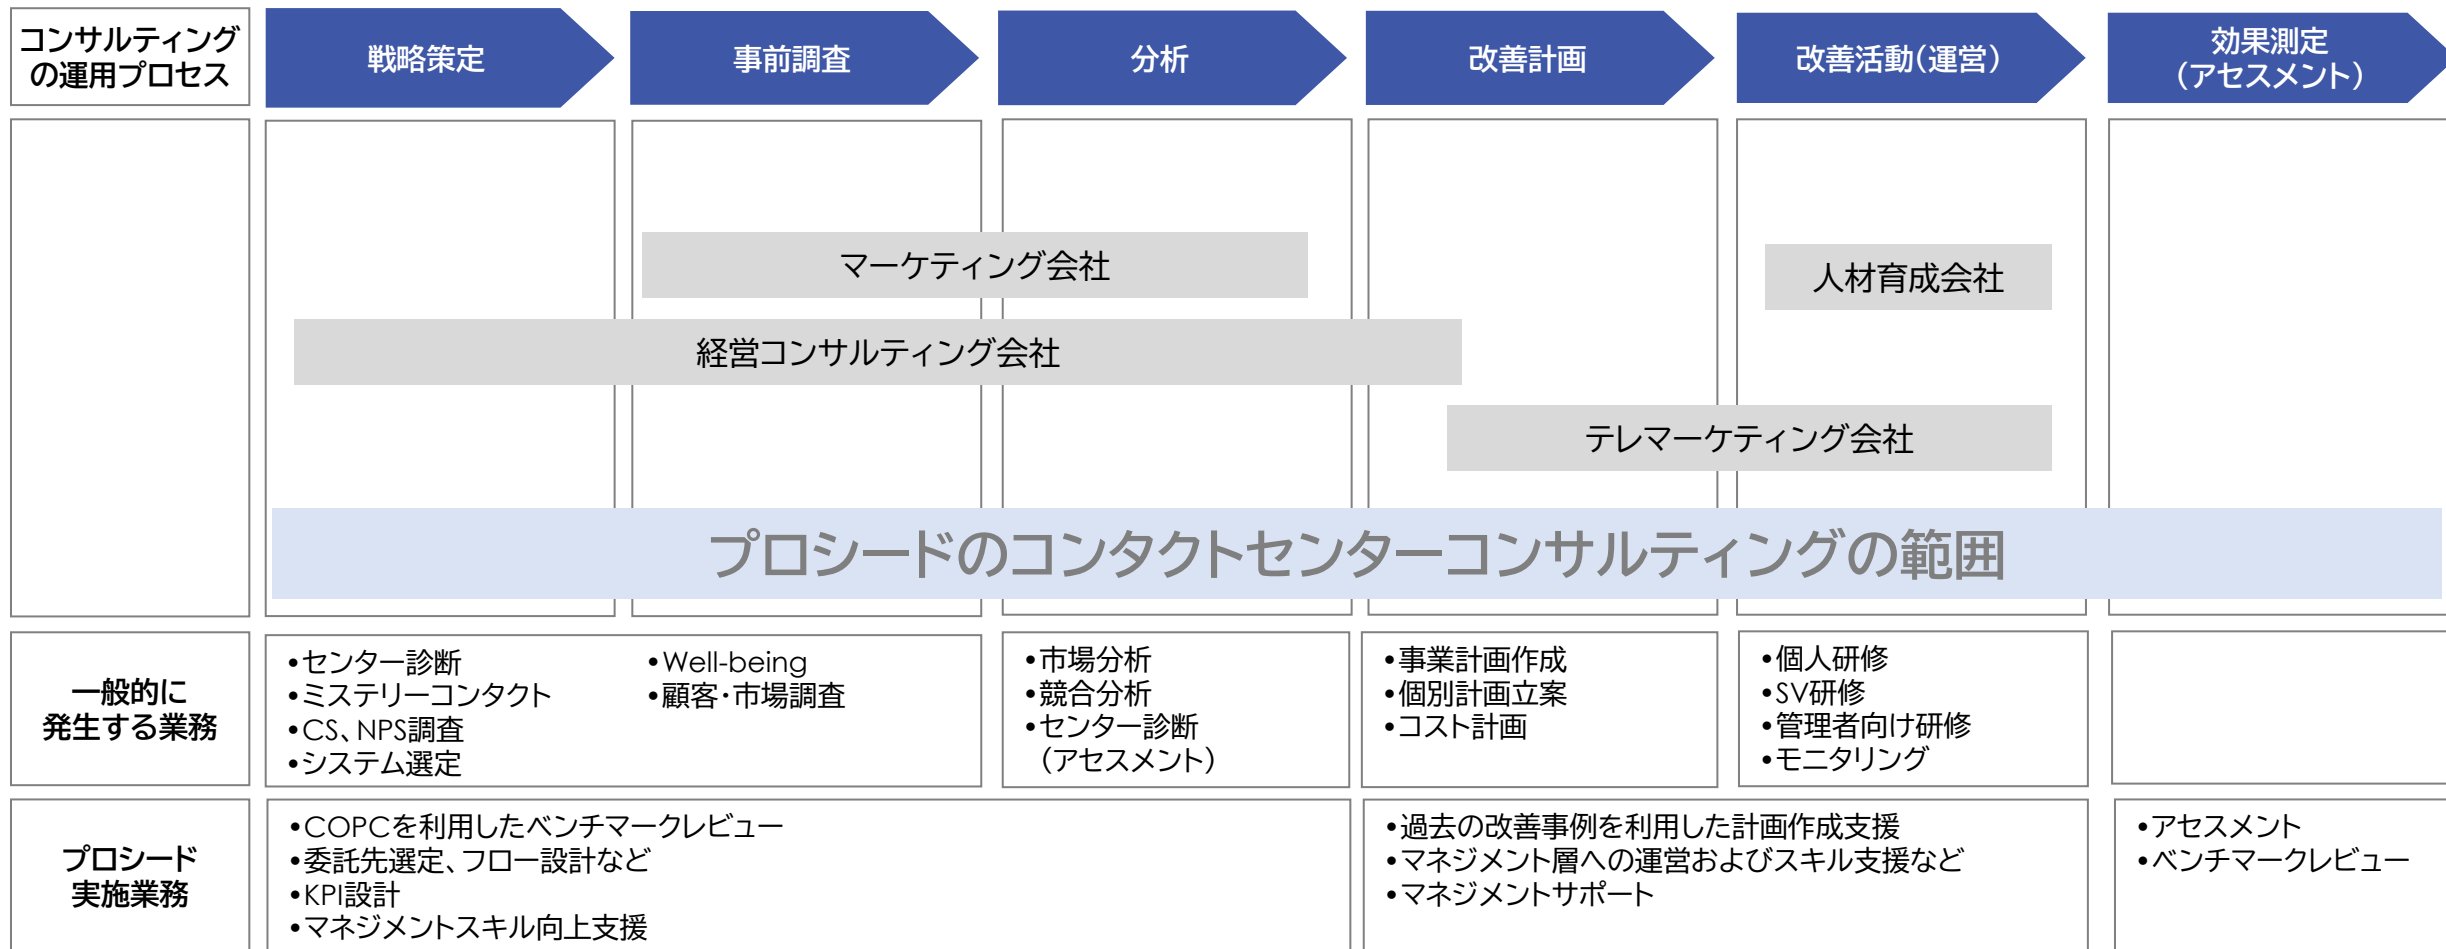 コンサルティング
の運用プロセス
戦略策定
事前調査
分析
改善計画
改善活動(運営)
効果測定
(アセスメント)
マーケティング会社
人材育成会社
経営コンサルティング会社
テレマーケティング会社
プロシードのコンタクトセンターコンサルティングの範囲
一般的に
発生する業務
•センター診断
•ミステリーコンタクト
•CS、NPS調査
•システム選定
•Well-being
•顧客・市場調査
•市場分析
•競合分析
•センター診断
(アセスメント)
•事業計画作成
•個別計画立案
•コスト計画
•個人研修
•SV研修
•管理者向け研修
•モニタリング
プロシード
実施業務
•COPCを利用したベンチマークレビュー
•委託先選定、フロー設計など
•KPI設計
•マネジメントスキル向上支援
•過去の改善事例を利用した計画作成支援
•マネジメント層への運営およびスキル支援など
•マネジメントサポート
•アセスメント
•ベンチマークレビュー